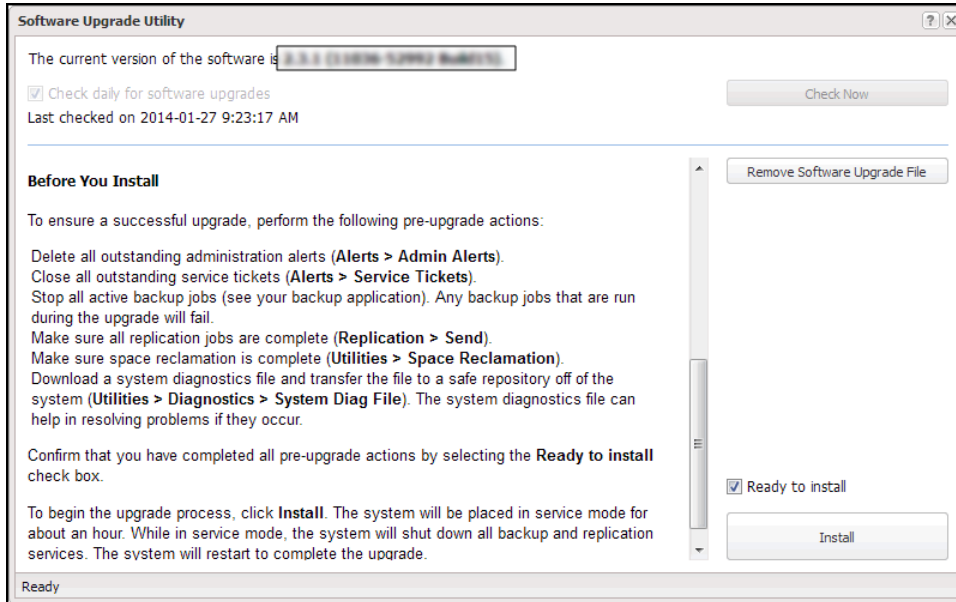 Software Upgrade Utility
The current version of the software is
Check daily for software upgrades
Check Now
Last checked on 2014-01-27 9:23:17 AM
Before You Install
Remove Software Upgrade File
To ensure a successful upgrade, perform the following pre-upgrade actions:
Delete all outstanding administration alerts (Alerts > Admin Alerts).
Close all outstanding service tickets (Alerts > Service Tickets).
Stop all active backup jobs (see your backup application). Any backup jobs that are run
during the upgrade will fail.
Make sure all replication jobs are complete (Replication > Send).
Make sure space reclamation is complete (Utilities > Space Reclamation).
Download a system diagnostics file and transfer the file to a safe repository off of the
system (Utilities > Diagnostics > System Diag File). The system diagnostics file can
help in resolving problems if they occur.
Confirm that you have completed all pre-upgrade actions by selecting the Ready to install
check box.
Ready to install
To begin the upgrade process, click Install. The system will be placed in service mode for
about an hour. While in service mode, the system will shut down all backup and replication
services. The system will restart to complete the upgrade.
Install
Ready